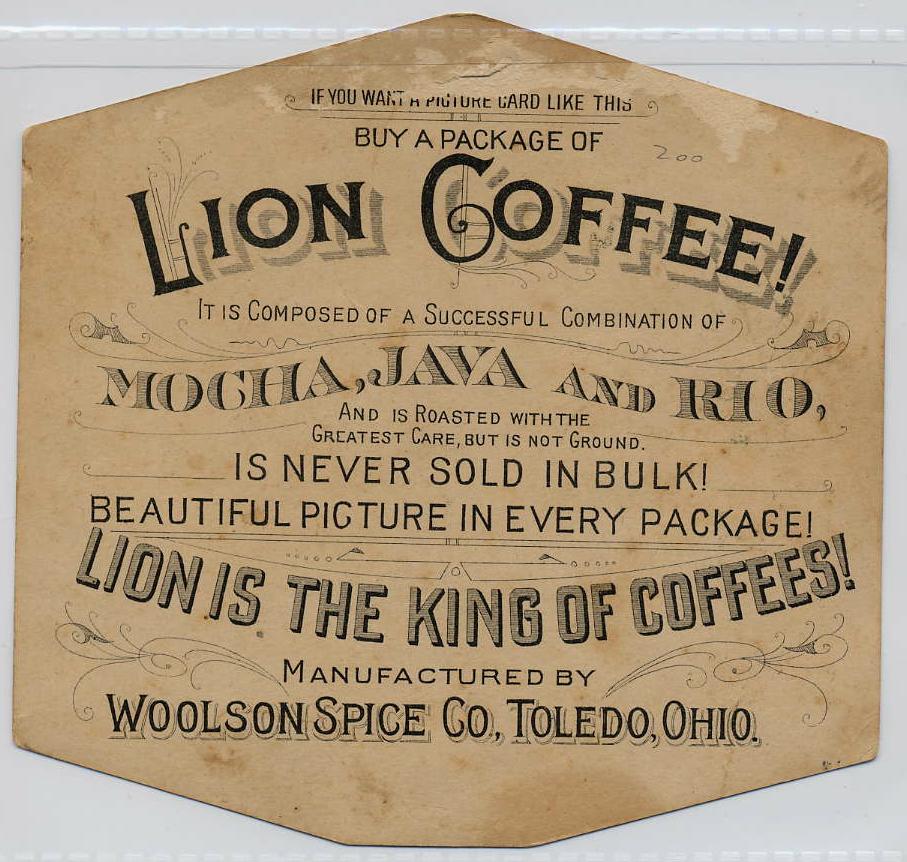 IF YOU WANT A PICTURE CARD LIKE THIS
BUY A PACKAGE OF
200
LION COFFEE!
IT IS COMPOSED OF A SUCCESSFUL COMBINATION OF
MOCHA, JAVA AND RIO,
AND IS ROASTED WITH THE
GREATEST CARE, BUT IS NOT GROUND.
IS NEVER SOLD IN BULK!
BEAUTIFUL PICTURE IN EVERY PACKAGE!
LION IS THE KING OF COFFEES!
MANUFACTURED BY
WOOLSON SPICE CO., TOLEDO, OHIO.